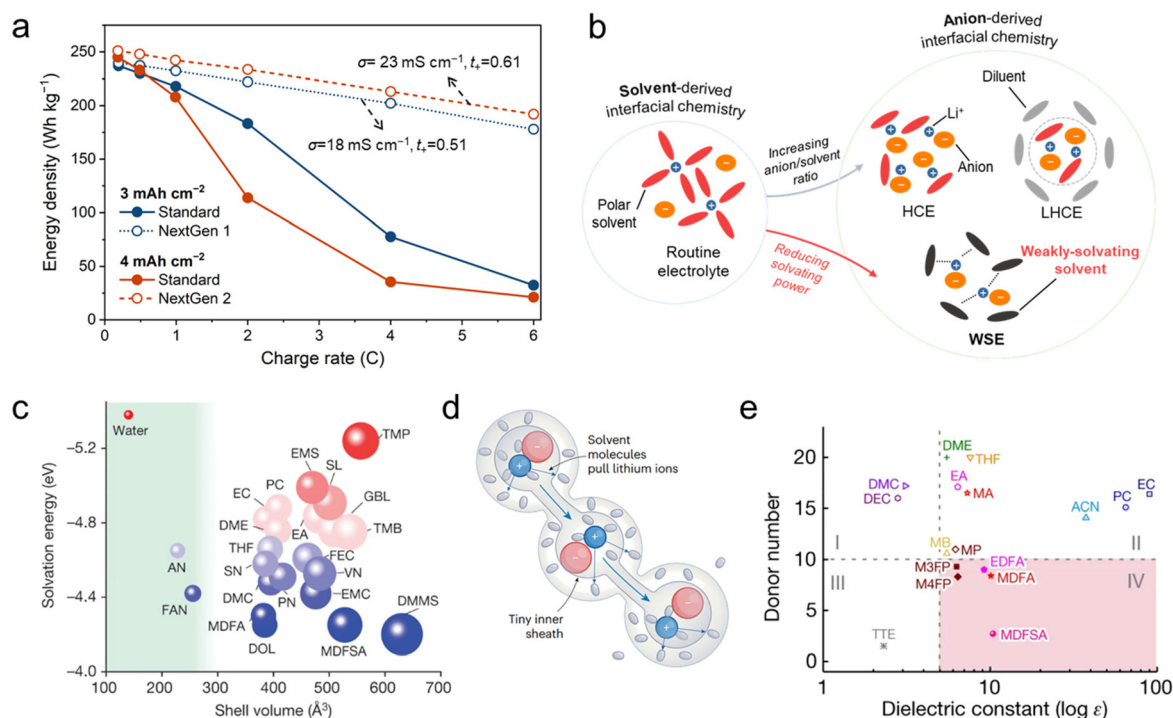 a
Energy density (Wh kg⁻¹)
250
200
150
100
50
0
0
1
2
3
4
5
6
Charge rate (C)
σ= 23 mS cm⁻¹, t₊=0.61
σ=18 mS cm⁻¹, t₊=0.51
3 mAh cm⁻²
Standard
NextGen 1
4 mAh cm⁻²
Standard
NextGen 2
b
Anion-derived
interfacial chemistry
Solvent-derived
interfacial chemistry
Diluent
Li⁺
Anion
Increasing
anion/solvent
ratio
HCE
LHCE
Polar
solvent
Routine
electrolyte
Reducing
solvating
power
Weakly-solvating
solvent
WSE
c
Solvation energy (eV)
−5.2
−4.8
−4.4
−4.0
100
200
300
400
500
600
700
Shell volume (Å³)
Water
TMP
EMS
SL
PC
EC
GBL
DME
EA
TMB
THF
FEC
AN
SN
VN
FAN
DMC
PN
EMC
MDFA
DMMS
DOL
MDFSA
d
Solvent
molecules
pull lithium ions
Tiny inner
sheath
e
Donor number
20
15
10
5
0
1
10
100
Dielectric constant (log ε)
DME
THF
EA
DMC
DEC
MA
EC
PC
ACN
I
II
MB
MP
III
IV
M3FP
EDFA
M4FP
MDFA
TTE
MDFSA